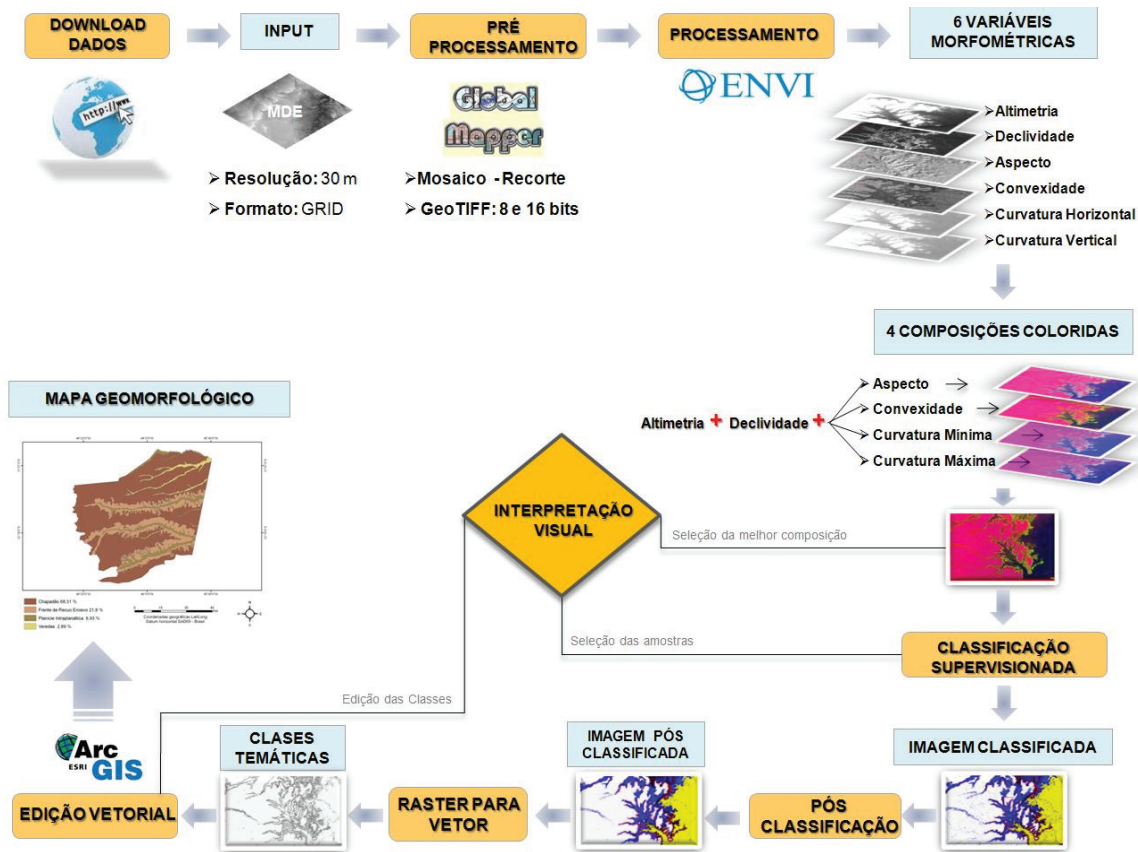 DOWNLOAD
DADOS
INPUT
PRÉ
PROCESSAMENTO
PROCESSAMENTO
6 VARIÁVEIS
MORFOMÉTRICAS
http://www
MDE
Global
Mapper
ENVI
➢ Resolução: 30 m
➢ Formato: GRID
➢ Mosaico - Recorte
➢ GeoTIFF: 8 e 16 bits
➢ Altimetria
➢ Declividade
➢ Aspecto
➢ Convexidade
➢ Curvatura Horizontal
➢ Curvatura Vertical
4 COMPOSIÇÕES COLORIDAS
Altimetria + Declividade +
➢ Aspecto
➢ Convexidade
➢ Curvatura Mínima
➢ Curvatura Máxima
MAPA GEOMORFOLÓGICO
INTERPRETAÇÃO
VISUAL
Seleção da melhor composição
Seleção das amostras
Edição das Classes
CLASSIFICAÇÃO
SUPERVISIONADA
IMAGEM CLASSIFICADA
PÓS
CLASSIFICAÇÃO
IMAGEM PÓS
CLASSIFICADA
RASTER PARA
VETOR
CLASES
TEMÁTICAS
Arc
ESRI GIS
EDIÇÃO VETORIAL